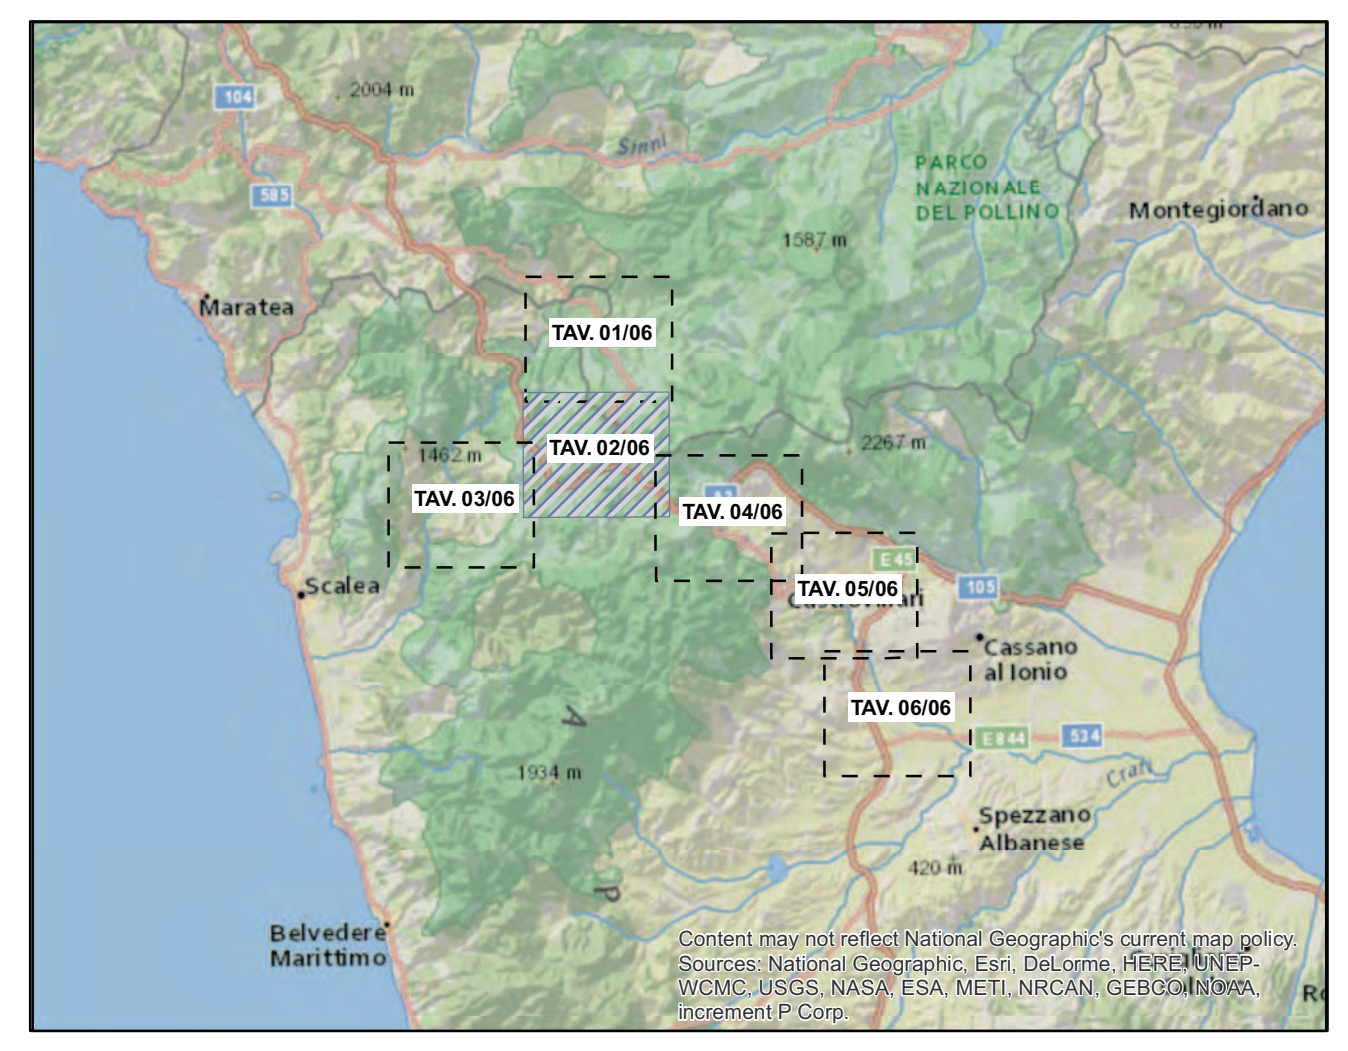 104
2004 m
Sinni
585
PARCO
NAZIONALE
DEL POLLINO
Montegiordano
1587 m
Maratea
TAV. 01/06
TAV. 02/06
1462 m
2267 m
TAV. 03/06
TAV. 04/06
E45
105
TAV. 05/06
Scalea
Cassano
al Ionio
TAV. 06/06
A
E844
534
1934 m
Crati
Spezzano
Albanese
420 m
P
Belvedere
Marittimo
Content may not reflect National Geographic's current map policy.
Sources: National Geographic, Esri, DeLorme, HERE, UNEP-
WCMC, USGS, NASA, ESA, METI, NRCAN, GEBCO, NOAA,
increment P Corp.